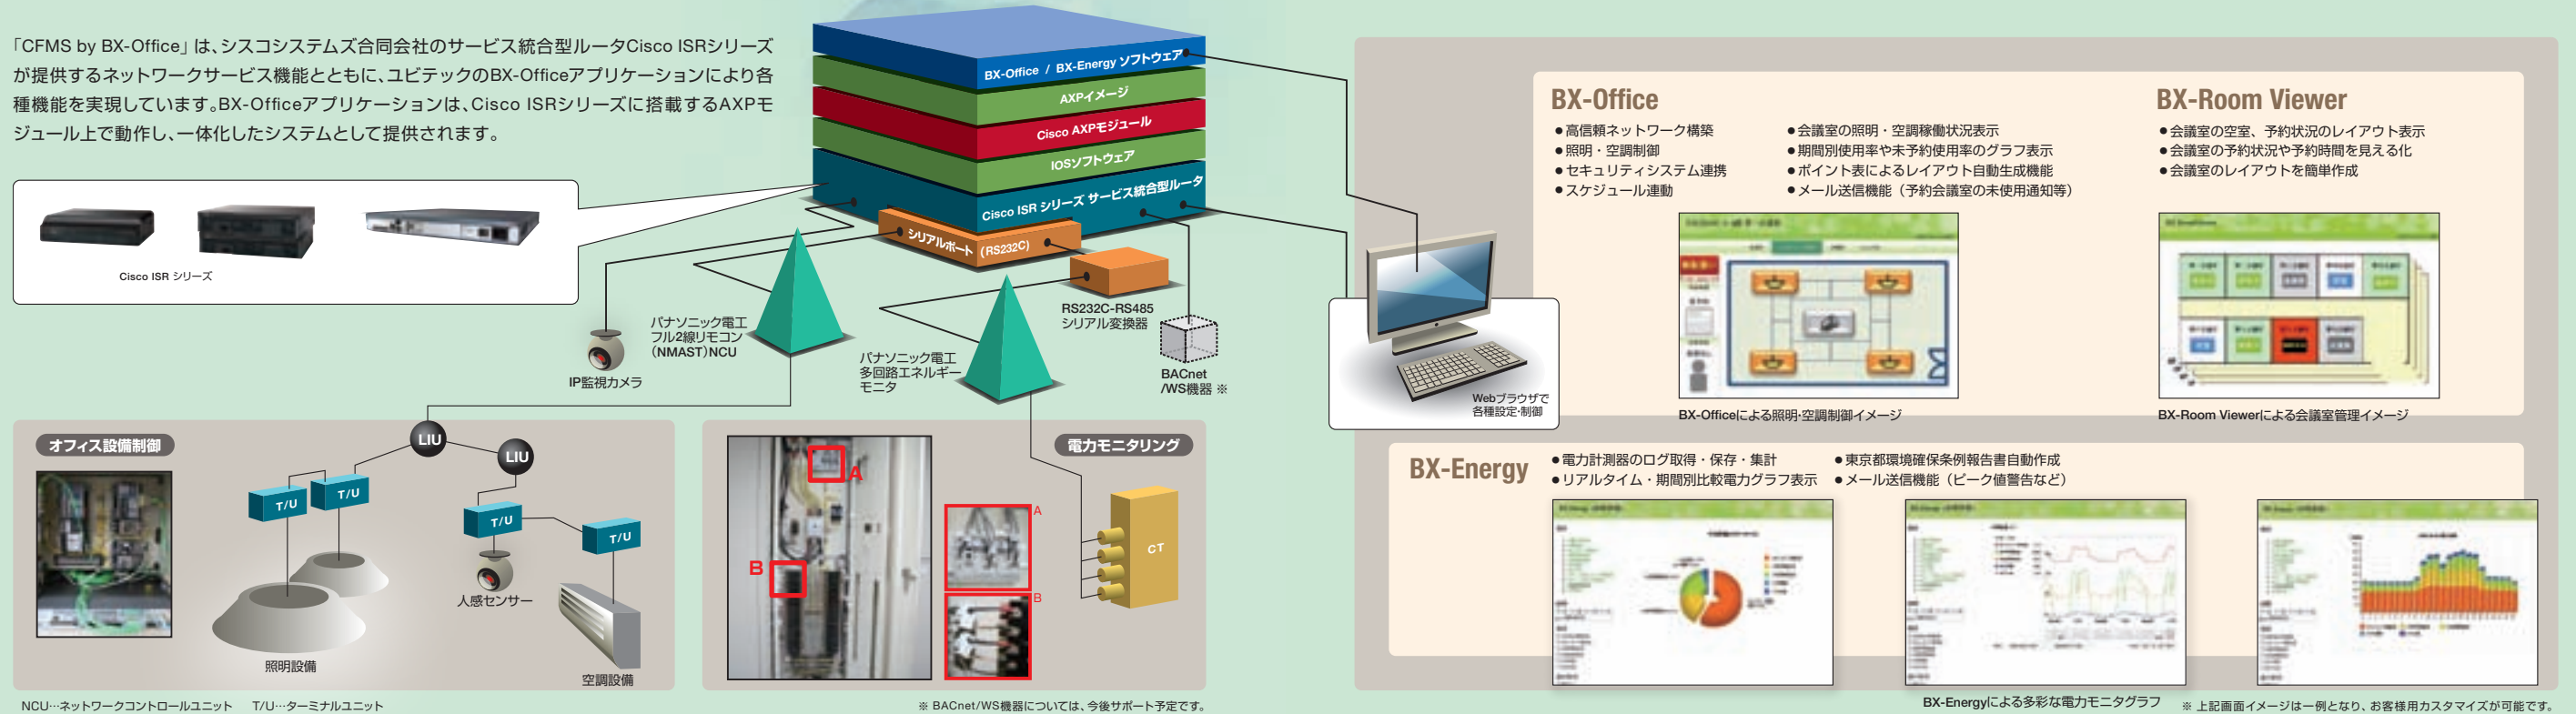 「CFMS by BX-Office」は、シスコシステムズ合同会社のサービス統合型ルータCisco ISRシリーズ
が提供するネットワークサービス機能とともに、ユビテックのBX-Officeアプリケーションにより各
種機能を実現しています。BX-Officeアプリケーションは、Cisco ISRシリーズに搭載するAXPモ
ジュール上で動作し、一体化したシステムとして提供されます。
Cisco ISR シリーズ
BX-Office / BX-Energy ソフトウェア
AXPイメージ
Cisco AXPモジュール
IOSソフトウェア
Cisco ISR シリーズ サービス統合型ルータ
シリアルポート (RS232C)
RS232C-RS485
シリアル変換器
BACnet
/WS機器 ※
IP監視カメラ
パナソニック電工
フル2線リモコン
(NMAST)NCU
パナソニック電工
多回路エネルギー
モニタ
Webブラウザで
各種設定・制御
オフィス設備制御
LIU
LIU
T/U
T/U
T/U
T/U
人感センサー
照明設備
空調設備
電力モニタリング
A
B
A
B
CT
NCU…ネットワークコントロールユニット T/U…ターミナルユニット
※ BACnet/WS機器については、今後サポート予定です。
BX-Office
●高信頼ネットワーク構築
●照明・空調制御
●セキュリティシステム連携
●スケジュール連動
●会議室の照明・空調稼働状況表示
●期間別使用率や未予約使用率のグラフ表示
●ポイント表によるレイアウト自動生成機能
●メール送信機能（予約会議室の未使用通知等）
BX-Officeによる照明・空調制御イメージ
BX-Room Viewer
●会議室の空室、予約状況のレイアウト表示
●会議室の予約状況や予約時間を見える化
●会議室のレイアウトを簡単作成
BX-Room Viewerによる会議室管理イメージ
BX-Energy
●電力計測器のログ取得・保存・集計
●リアルタイム・期間別比較電力グラフ表示
●東京都環境確保条例報告書自動作成
●メール送信機能（ピーク値警告など）
BX-Energyによる多彩な電力モニタグラフ
※ 上記画面イメージは一例となり、お客様用カスタマイズが可能です。